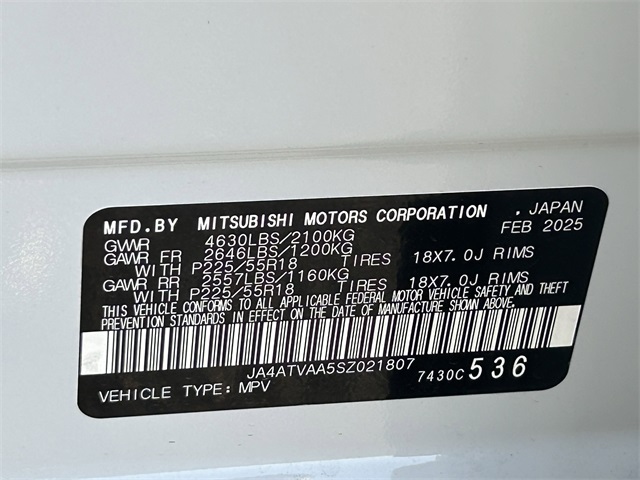 MFD.BY MITSUBISHI MOTORS CORPORATION , JAPAN
FEB 2025
GVWR 4630LBS/2100KG
GAWR FR 2646LBS/1200KG
WITH P225/55R18 TIRES 18X7.0J RIMS
GAWR RR 2557LBS/1160KG
WITH P225/55R18 TIRES 18X7.0J RIMS
THIS VEHICLE CONFORMS TO ALL APPLICABLE FEDERAL MOTOR VEHICLE SAFETY AND THEFT
PREVENTION STANDARDS IN EFFECT ON THE DATE OF MANUFACTURE SHOWN ABOVE.
JA4ATVAA5SZ021807
7430C 536
VEHICLE TYPE: MPV